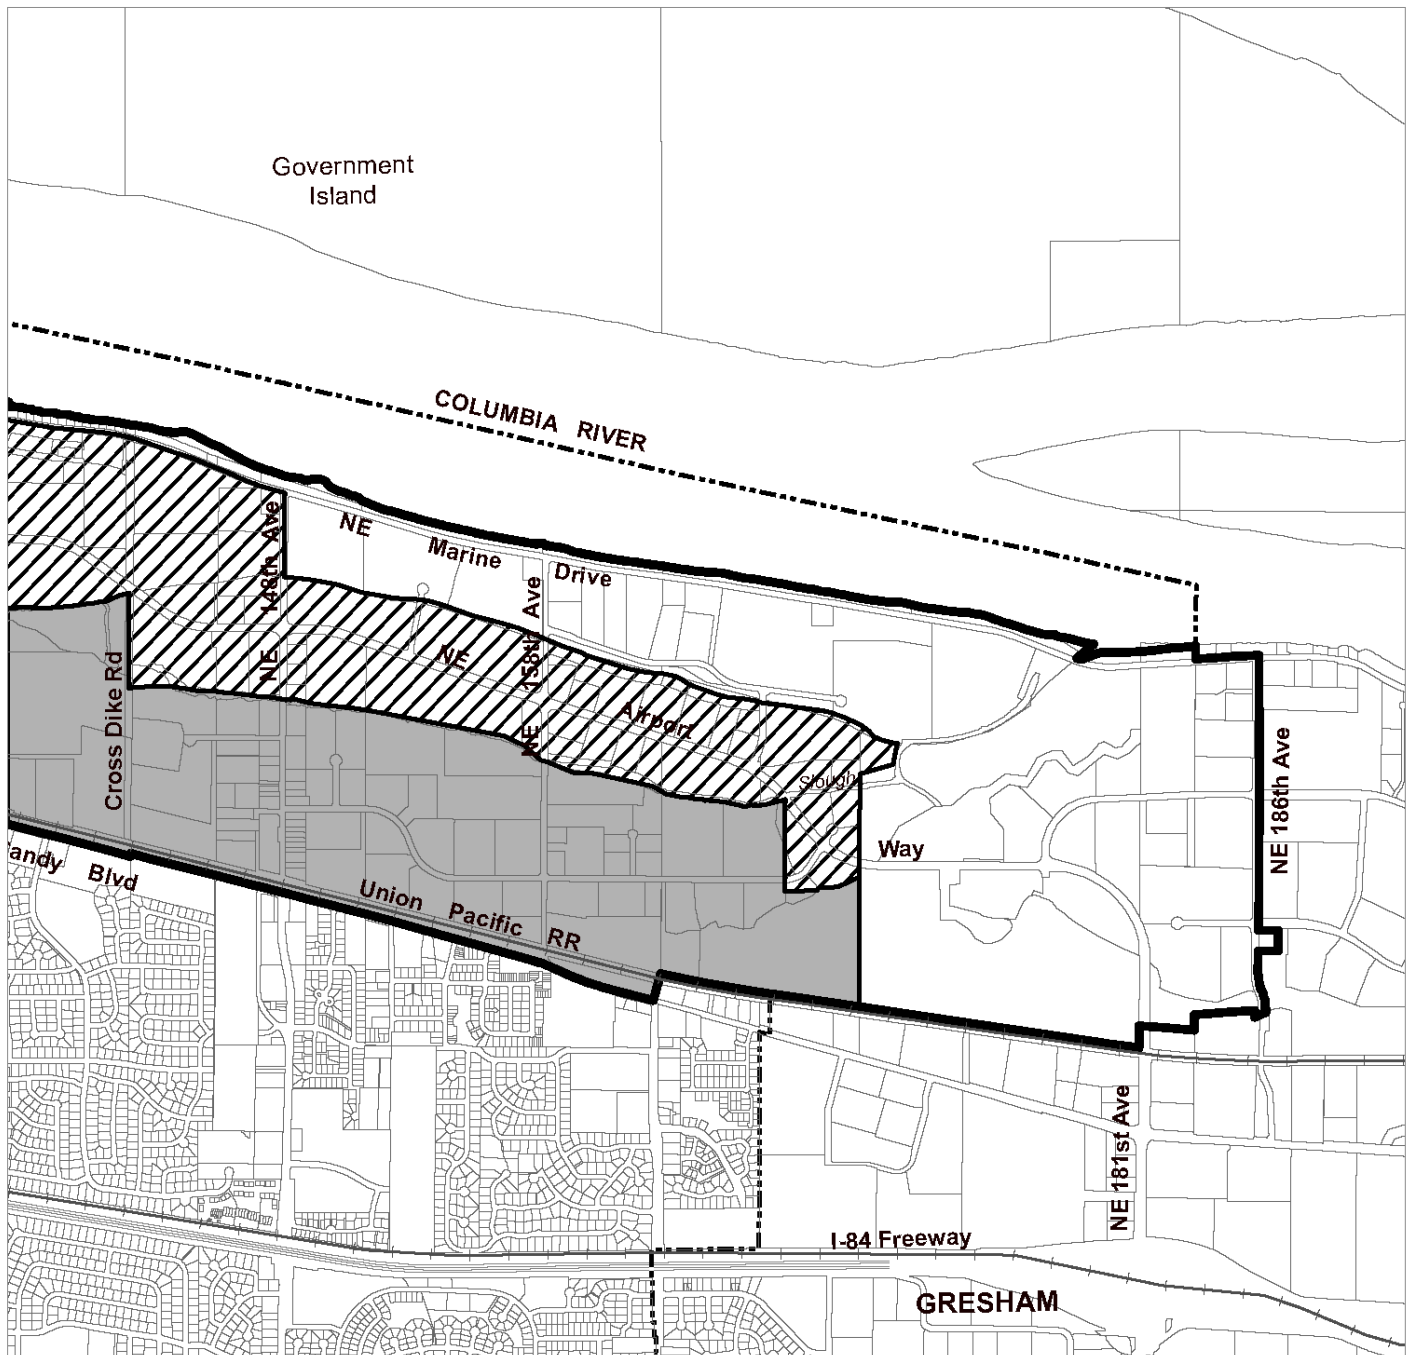 Government
Island
COLUMBIA RIVER
NE Marine Drive
NE 148th Ave
NE 158th Ave
NE Airport Way
Slough
Cross Dike Rd
NE 186th Ave
andy Blvd
Union Pacific RR
NE 181st Ave
I-84 Freeway
GRESHAM